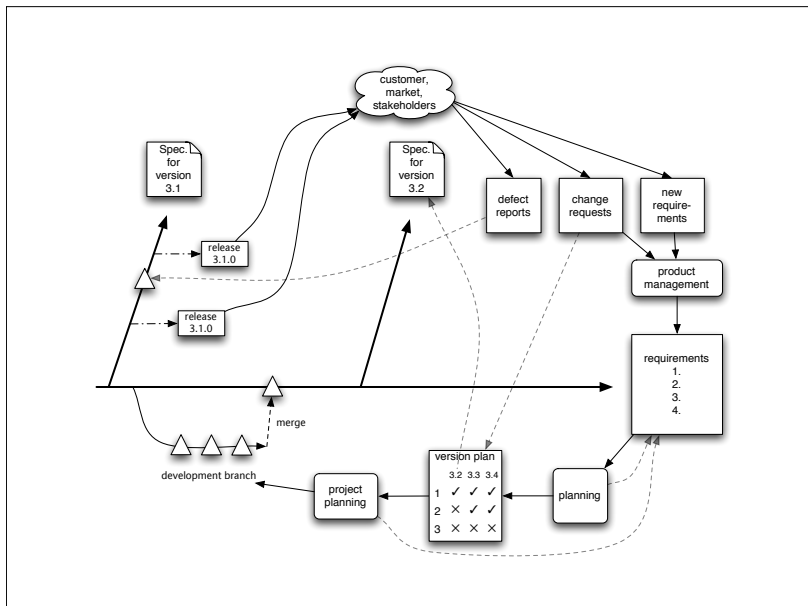 customer,
market,
stakeholders
Spec.
for
version
3.1
Spec.
for
version
3.2
defect
reports
change
requests
new
require-
ments
release
3.1.0
product
management
release
3.1.0
requirements
1.
2.
3.
4.
merge
development branch
version plan
3.2 3.3 3.4
1 ✓ ✓ ✓
2 × ✓ ✓
3 × × ×
project
planning
planning